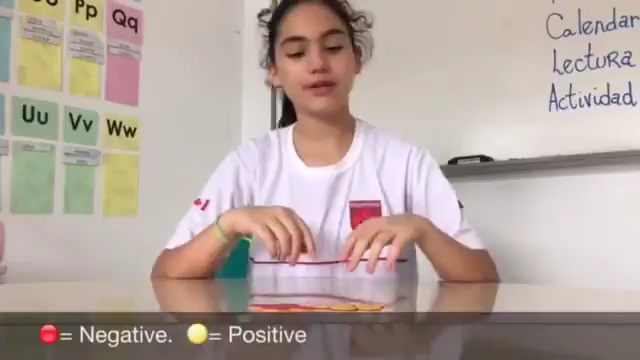 Pp
Qq
Uu
Vv
Ww
Calendar
Lectura
Actividad
= Negative. = Positive